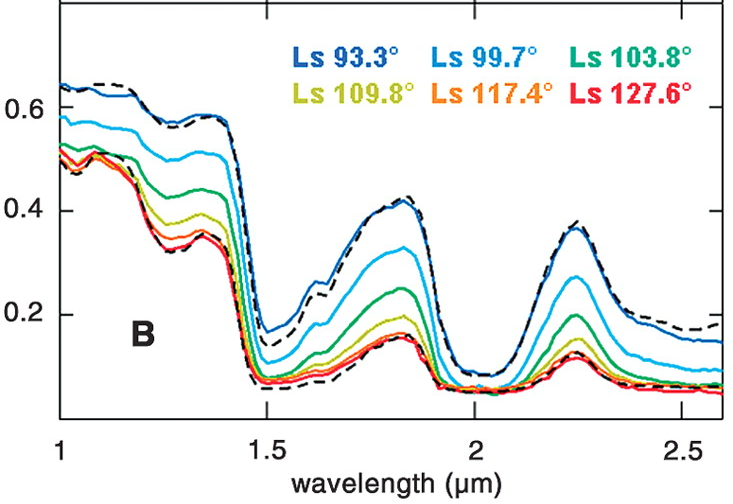 Ls 93.3° Ls 99.7° Ls 103.8°
Ls 109.8° Ls 117.4° Ls 127.6°
0.6
0.4
0.2
B
1 1.5 2 2.5
wavelength (μm)